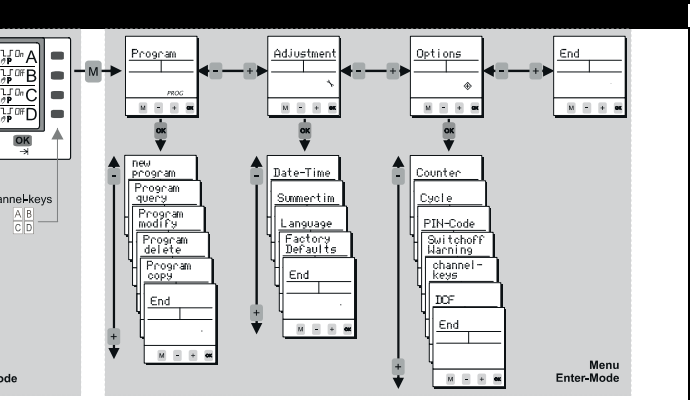 On A
P
Off B
P
On C
P
Off D
P
OK
annel-keys
A B
C D
ode
M
Program
PROG
M - + OK
- +
Adjustment
M - + OK
- +
Options
M - + OK
- +
End
M - + OK
OK
OK
OK
-
+
new
program
Program
query
Program
modify
Program
delete
Program
copy
End
M - + OK
-
+
Date-Time
Summertim
Language
Factory
Defaults
End
M - + OK
-
+
Counter
Cycle
PIN-Code
Switchoff
Warning
channel-
keys
DCF
End
M - + OK
Menu
Enter-Mode